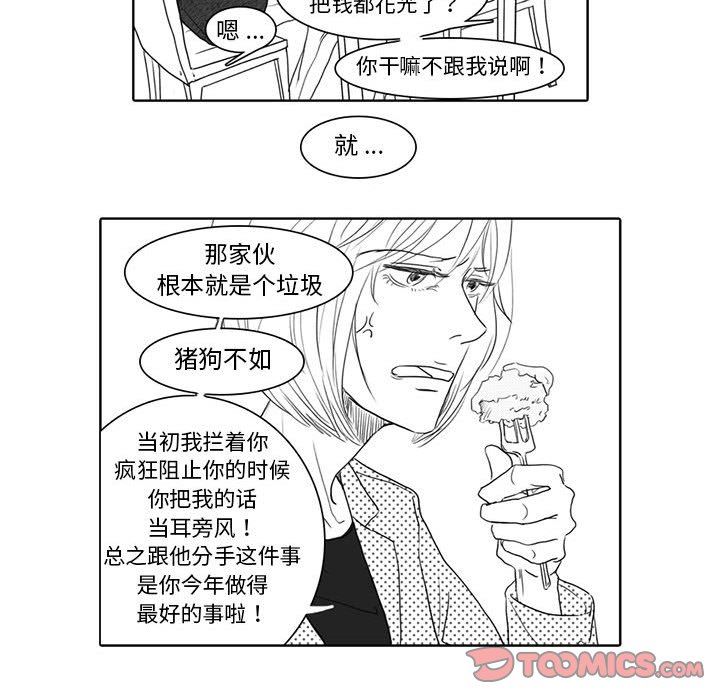 把钱都花光了？
嗯...
你干嘛不跟我说啊！
就...
那家伙
根本就是个垃圾
猪狗不如
当初我拦着你
疯狂阻止你的时候
你把我的话
当耳旁风！
总之跟他分手这件事
是你今年做得
最好的事啦！
TOOMICS.com